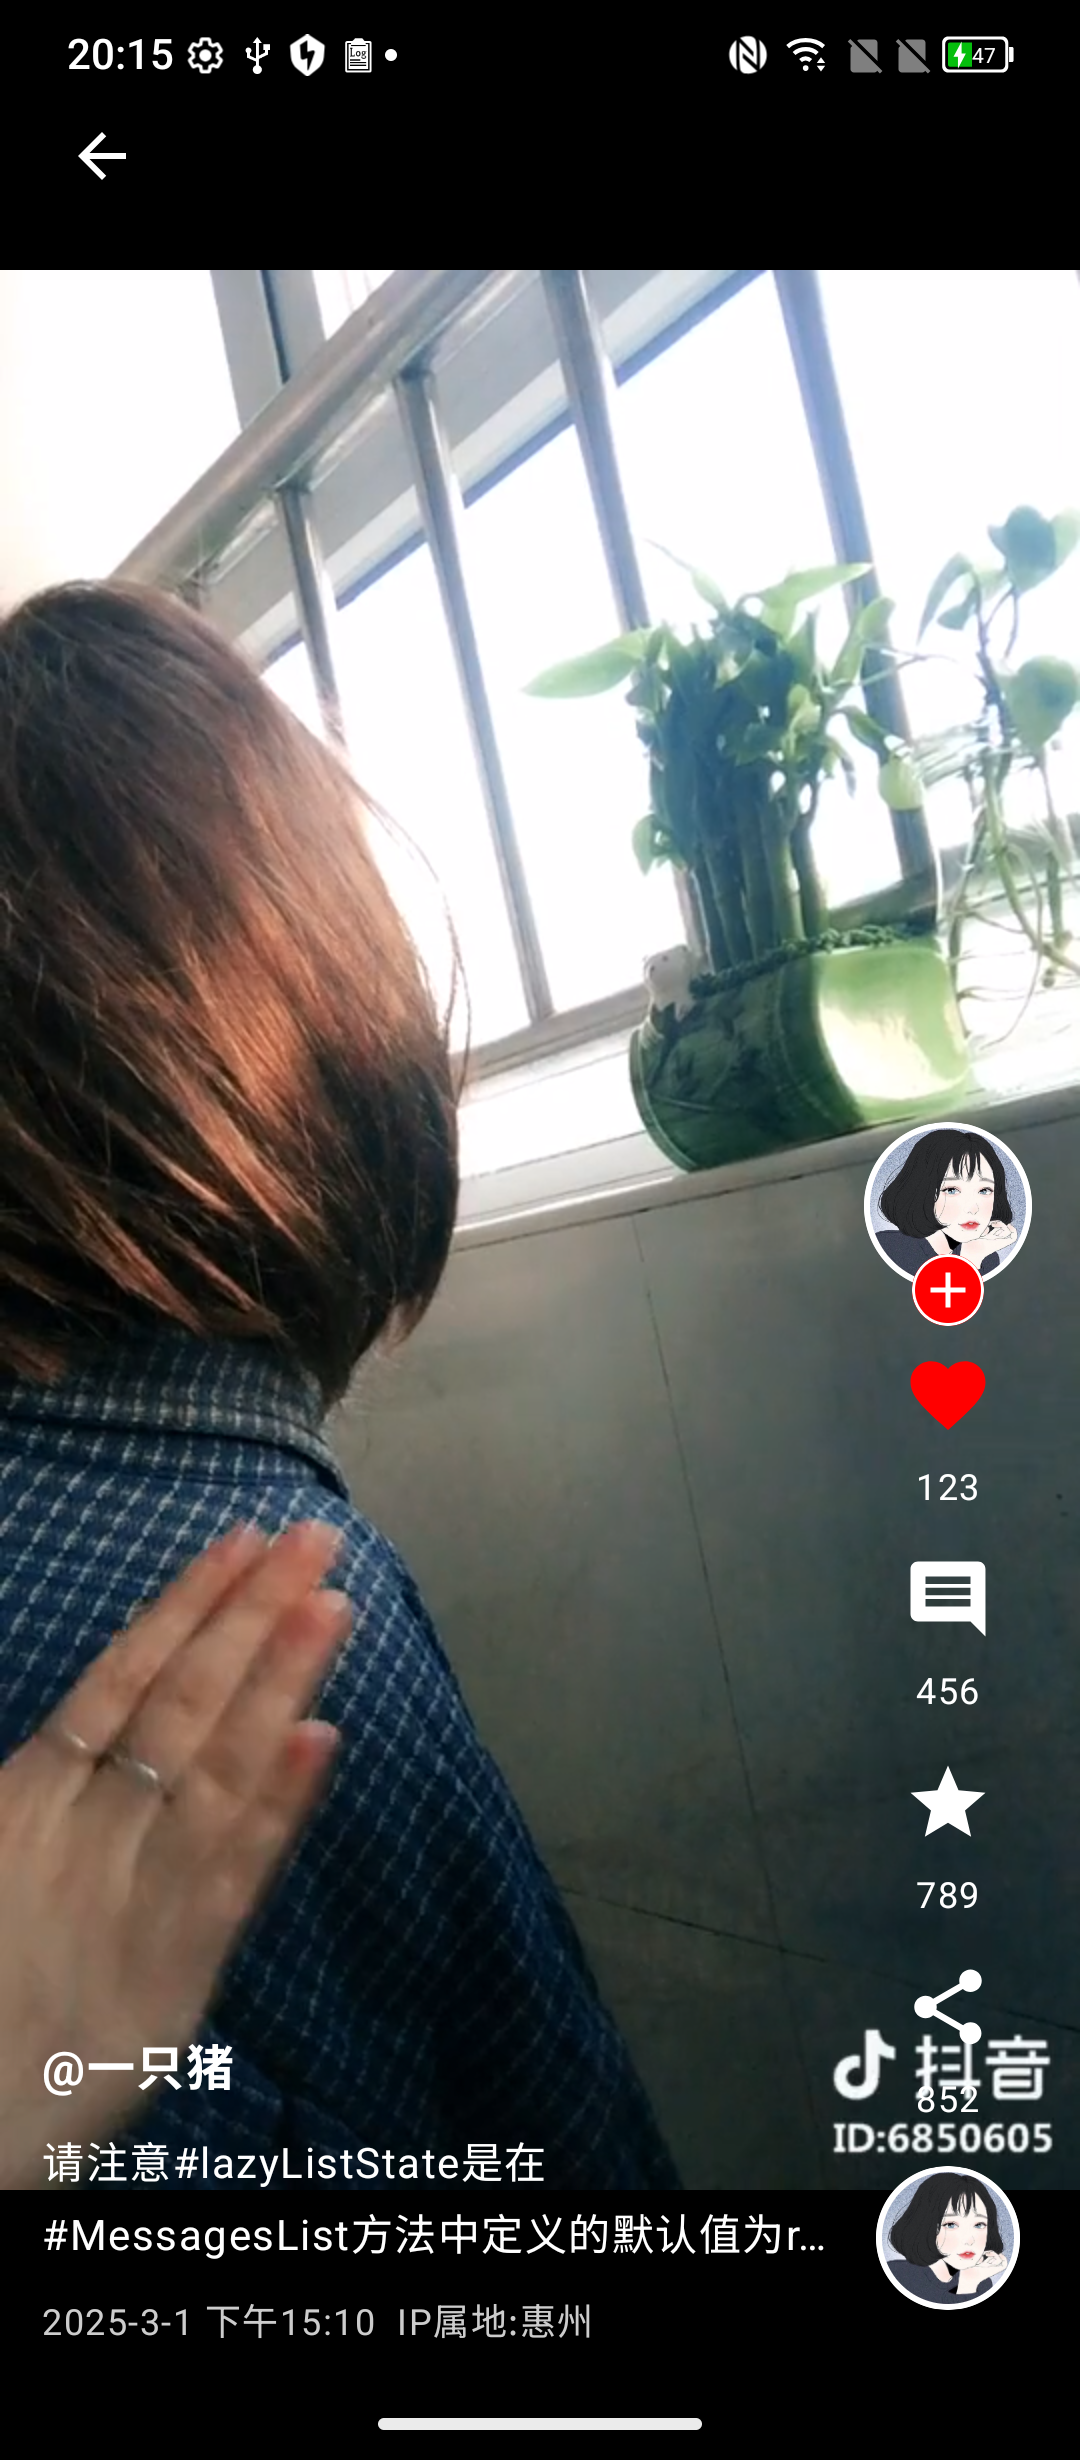 20:15
Log
47
123
456
789
抖音
852
ID:6850605
@一只猪
请注意#lazyListState是在
#MessagesList方法中定义的默认值为r...
2025-3-1 下午15:10 IP属地:惠州